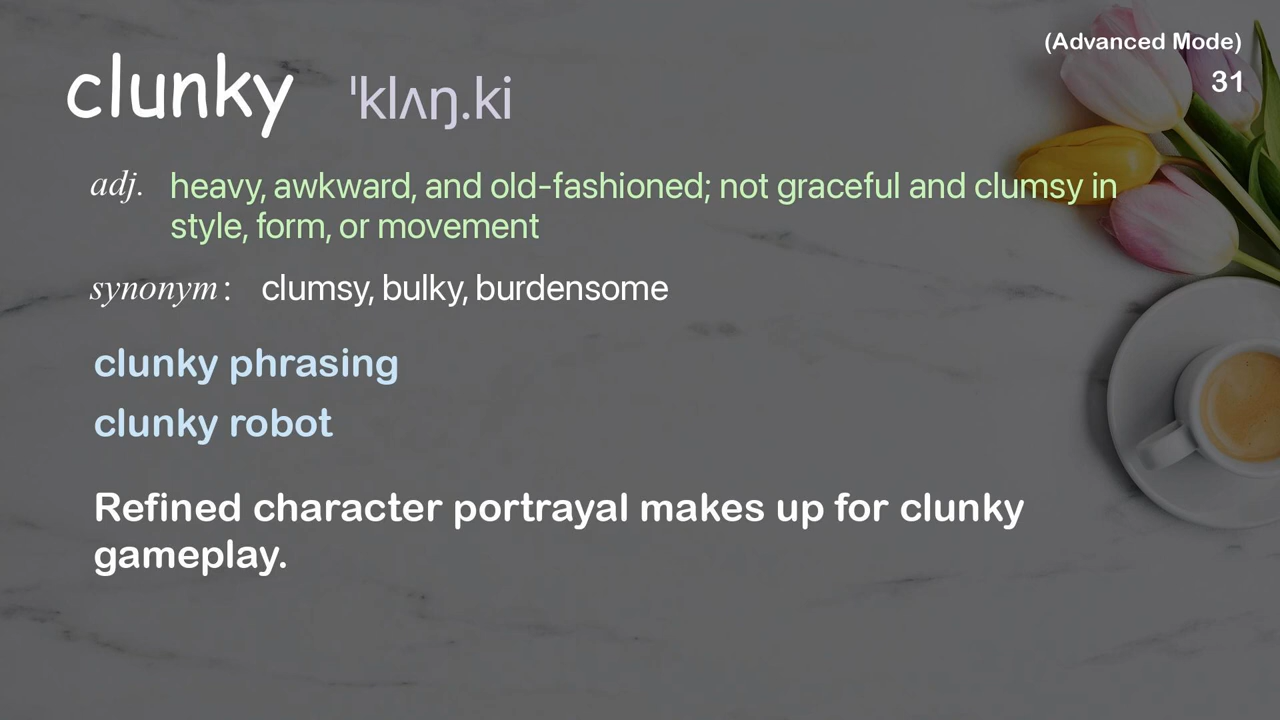 (Advanced Mode)
31
clunky ˈklʌŋ.ki
adj. heavy, awkward, and old-fashioned; not graceful and clumsy in
style, form, or movement
synonym: clumsy, bulky, burdensome
clunky phrasing
clunky robot
Refined character portrayal makes up for clunky
gameplay.